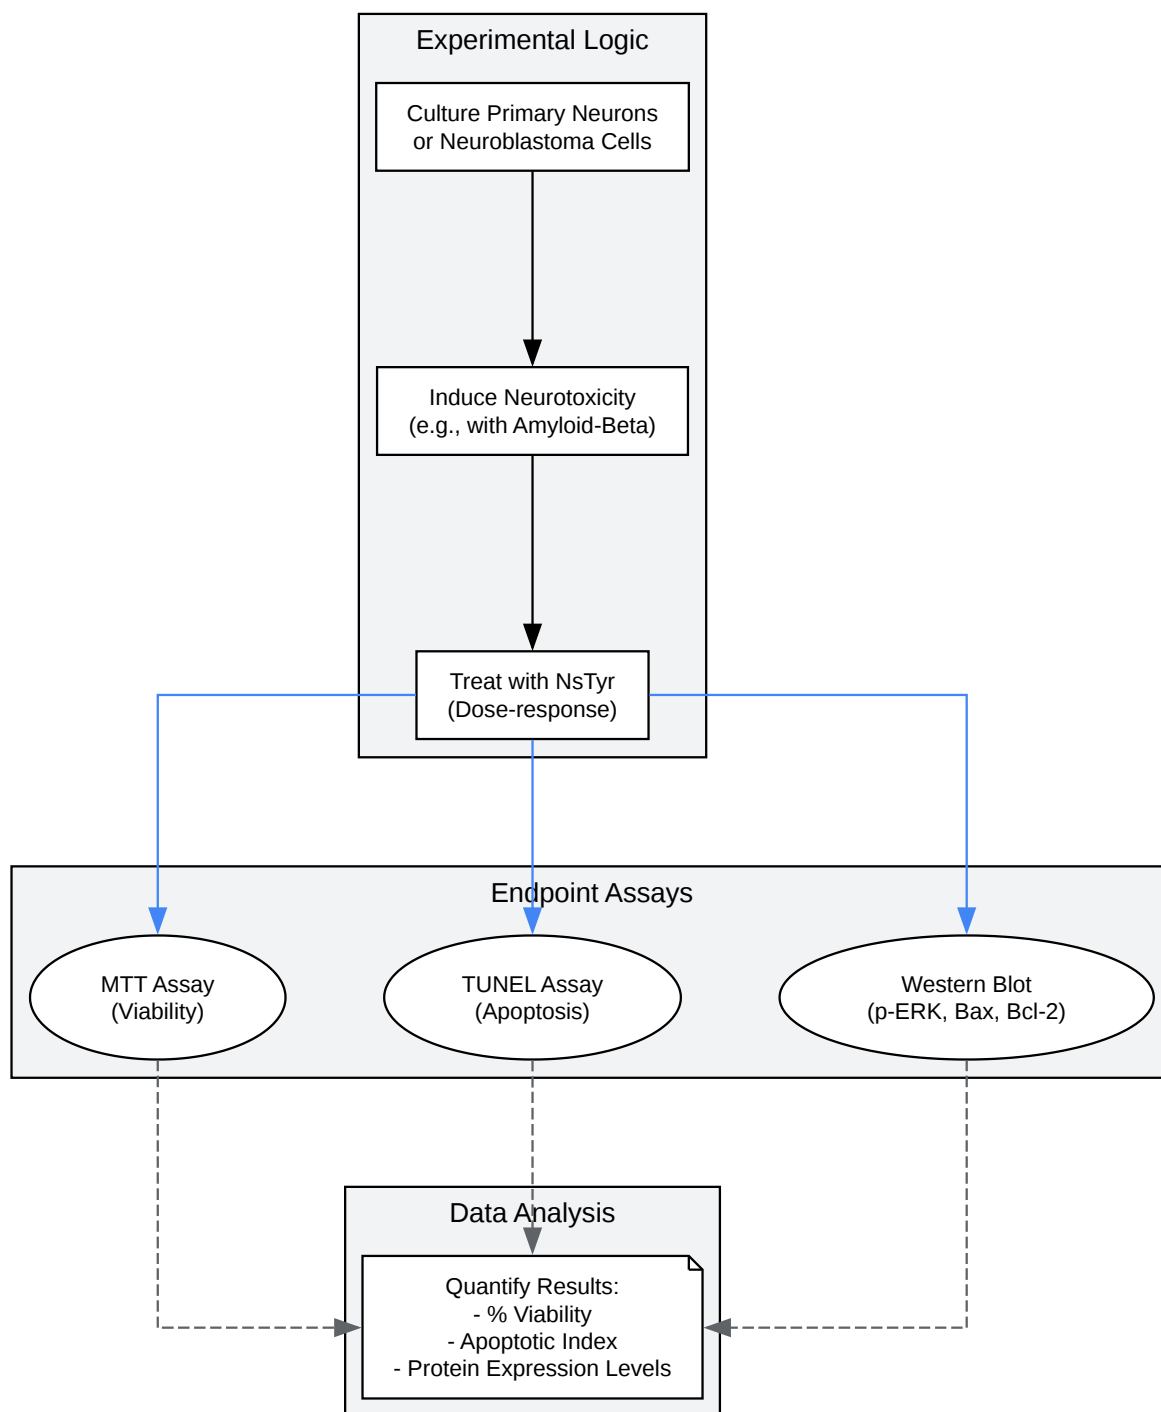 Experimental Logic
Culture Primary Neurons
or Neuroblastoma Cells
Induce Neurotoxicity
(e.g., with Amyloid-Beta)
Treat with NsTyr
(Dose-response)
Endpoint Assays
MTT Assay
(Viability)
TUNEL Assay
(Apoptosis)
Western Blot
(p-ERK, Bax, Bcl-2)
Data Analysis
Quantify Results:
- % Viability
- Apoptotic Index
- Protein Expression Levels